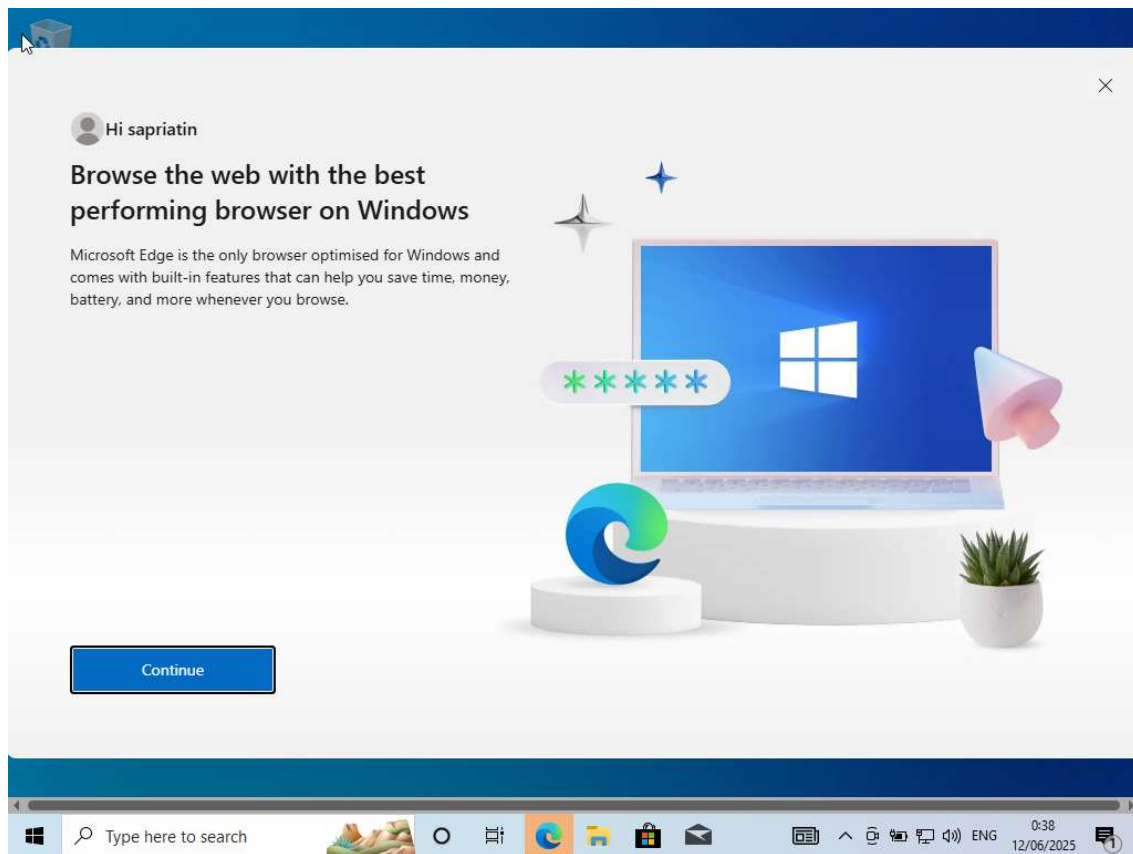 Hi sapriatin
Browse the web with the best
performing browser on Windows
Microsoft Edge is the only browser optimised for Windows and
comes with built-in features that can help you save time, money,
battery, and more whenever you browse.
*****
Continue
Type here to search
ENG
0:38
12/06/2025
1